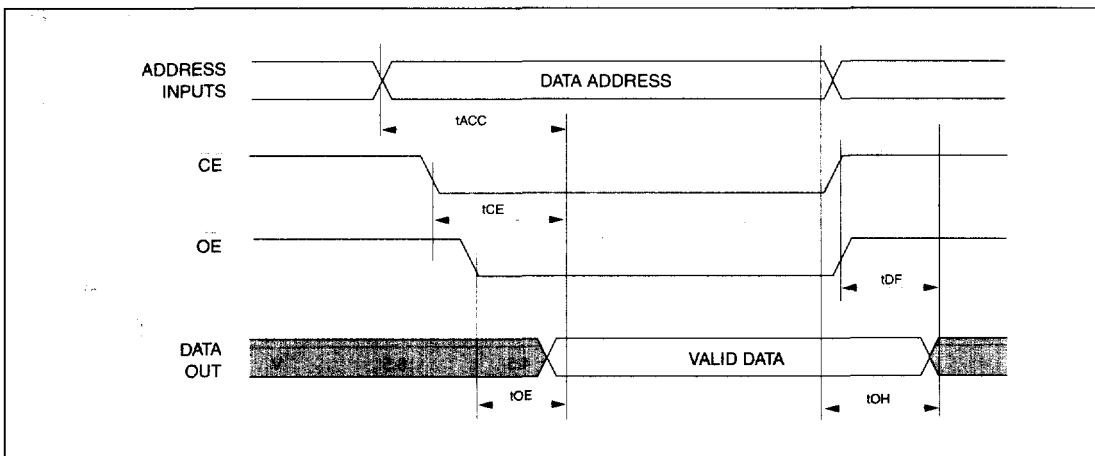 ADDRESS
INPUTS
DATA ADDRESS
tACC
CE
tCE
OE
tDF
DATA
OUT
VALID DATA
tOE
tOH